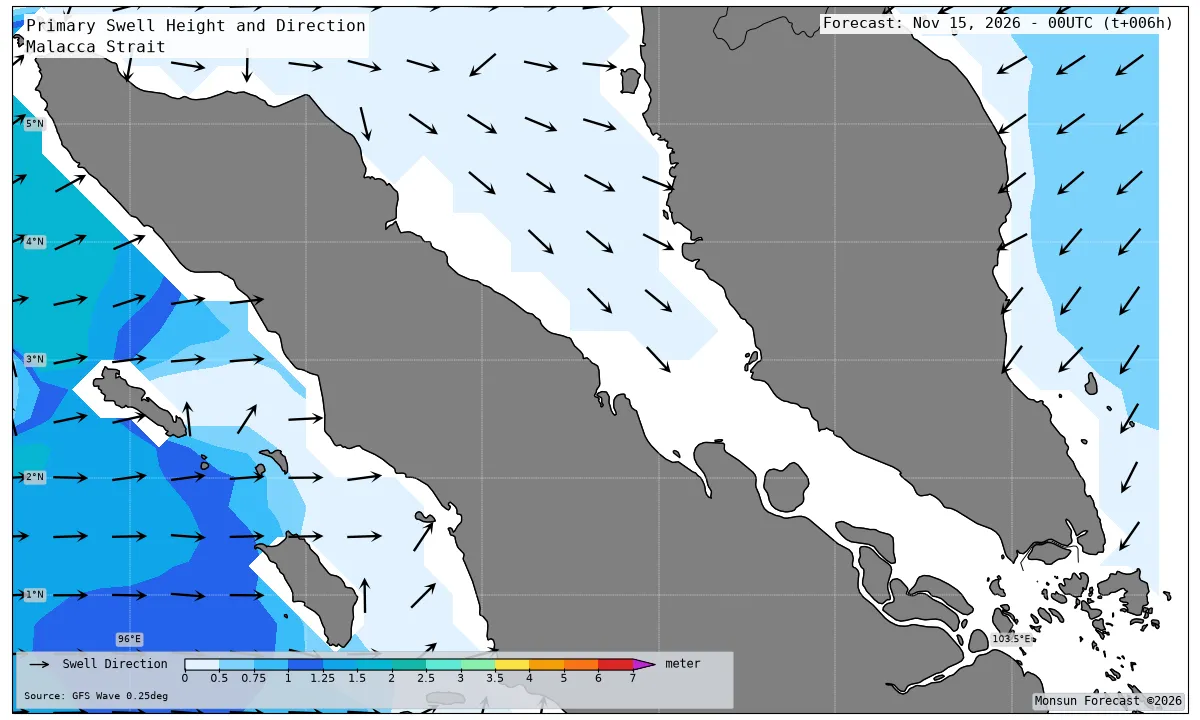 Primary Swell Height and Direction
Malacca Strait
Forecast: Nov 15, 2026 - 00UTC (t+006h)
5°N
4°N
3°N
2°N
1°N
96°E
103.5°E
Swell Direction
0 0.5 0.75 1 1.25 1.5 2 2.5 3 3.5 4 5 6 7
meter
Source: GFS Wave 0.25deg
Monsun Forecast ©2026